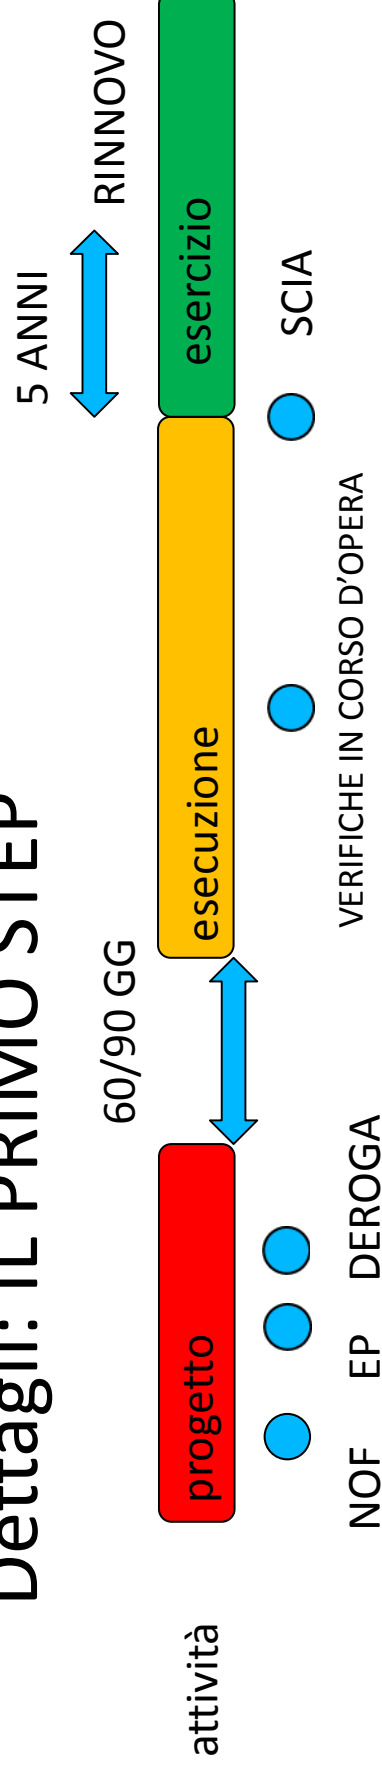 Dettagli: IL PRIMO STEP
5 ANNI
RINNOVO
60/90 GG
attività
progetto
esecuzione
esercizio
NOF
EP
DEROGA
VERIFICHE IN CORSO D’OPERA
SCIA